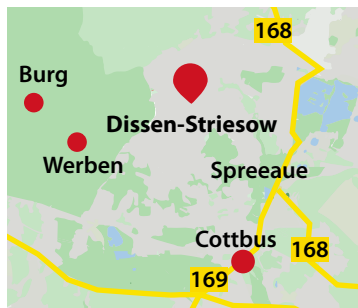 168
Burg
Dissen-Striesow
Werben
Spreeaue
Cottbus
168
169